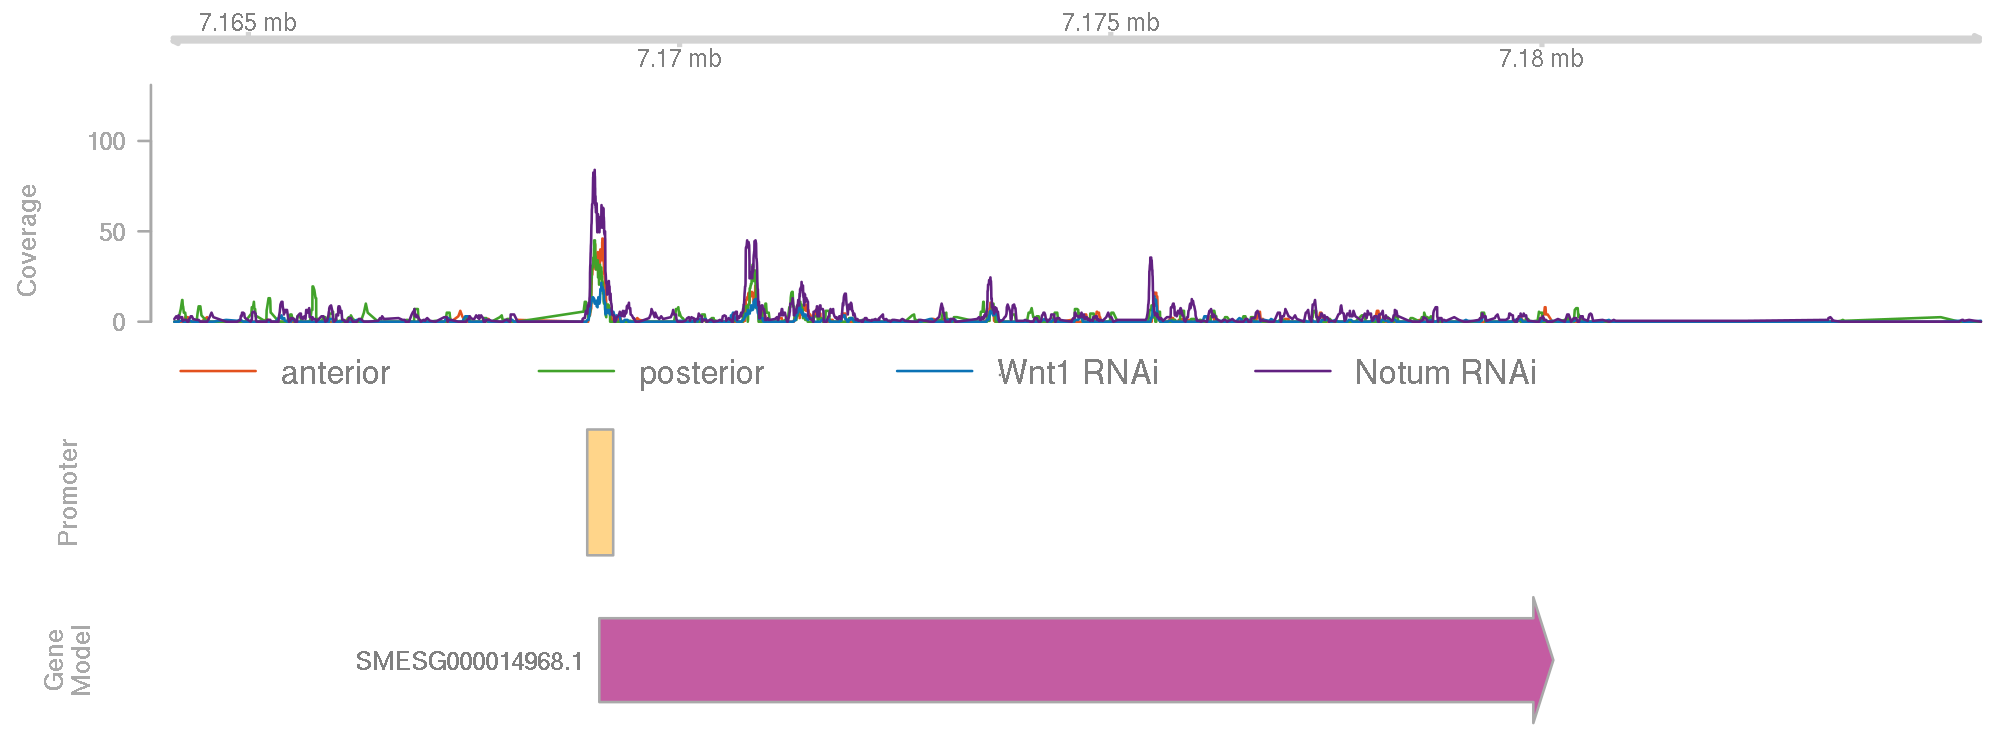 7.165 mb
7.175 mb
7.17 mb
7.18 mb
Coverage
100
50
0
anterior
posterior
Wnt1 RNAi
Notum RNAi
Promoter
Gene
Model
SMESG000014968.1